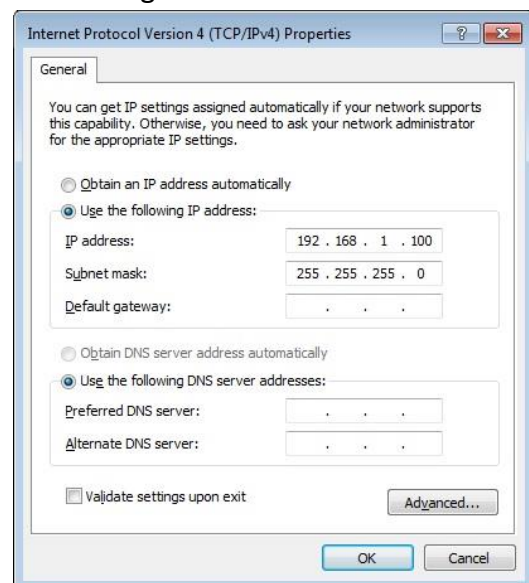 Internet Protocol Version 4 (TCP/IPv4) Properties
General
You can get IP settings assigned automatically if your network supports
this capability. Otherwise, you need to ask your network administrator
for the appropriate IP settings.
Obtain an IP address automatically
Use the following IP address:
IP address: 192 . 168 . 1 . 100
Subnet mask: 255 . 255 . 255 . 0
Default gateway: . . .
Obtain DNS server address automatically
Use the following DNS server addresses:
Preferred DNS server: . . .
Alternate DNS server: . . .
Validate settings upon exit
Advanced...
OK Cancel